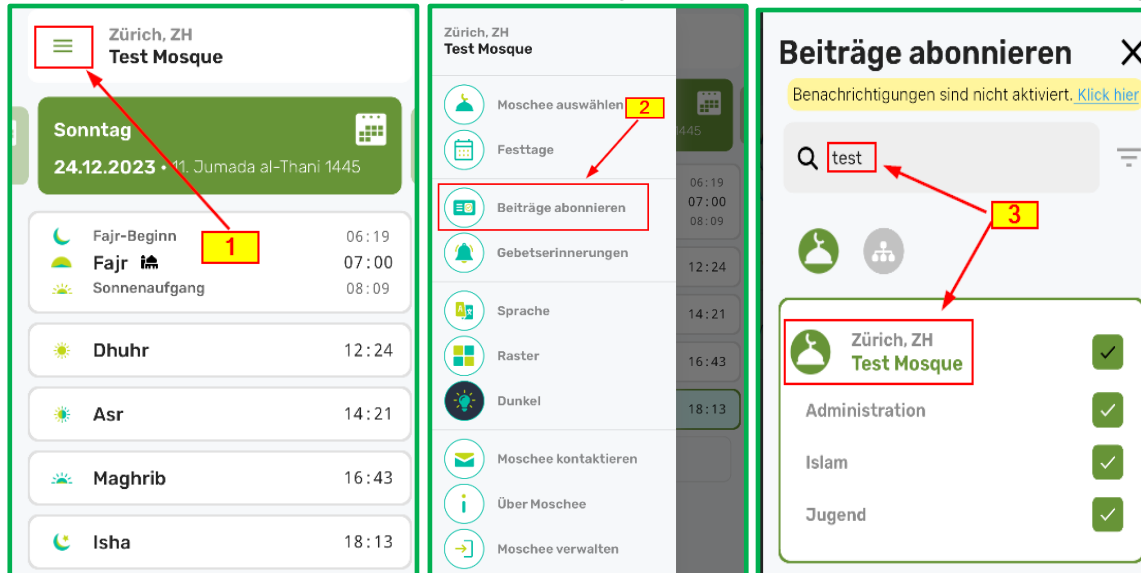 Zürich, ZH
Test Mosque
Sonntag
24.12.2023 • 11. Jumada al-Thani 1445
1
Fajr-Beginn 06:19
Fajr 07:00
Sonnenaufgang 08:09
Dhuhr 12:24
Asr 14:21
Maghrib 16:43
Isha 18:13
Zürich, ZH
Test Mosque
Moschee auswählen
2
1445
Festtage
06:19
Beiträge abonnieren
07:00
08:09
Gebetserinnerungen
12:24
Sprache
14:21
Raster
16:43
Dunkel
18:13
Moschee kontaktieren
Über Moschee
Moschee verwalten
Beiträge abonnieren
Benachrichtigungen sind nicht aktiviert. Klick hier
test
3
Zürich, ZH
Test Mosque
Administration
Islam
Jugend